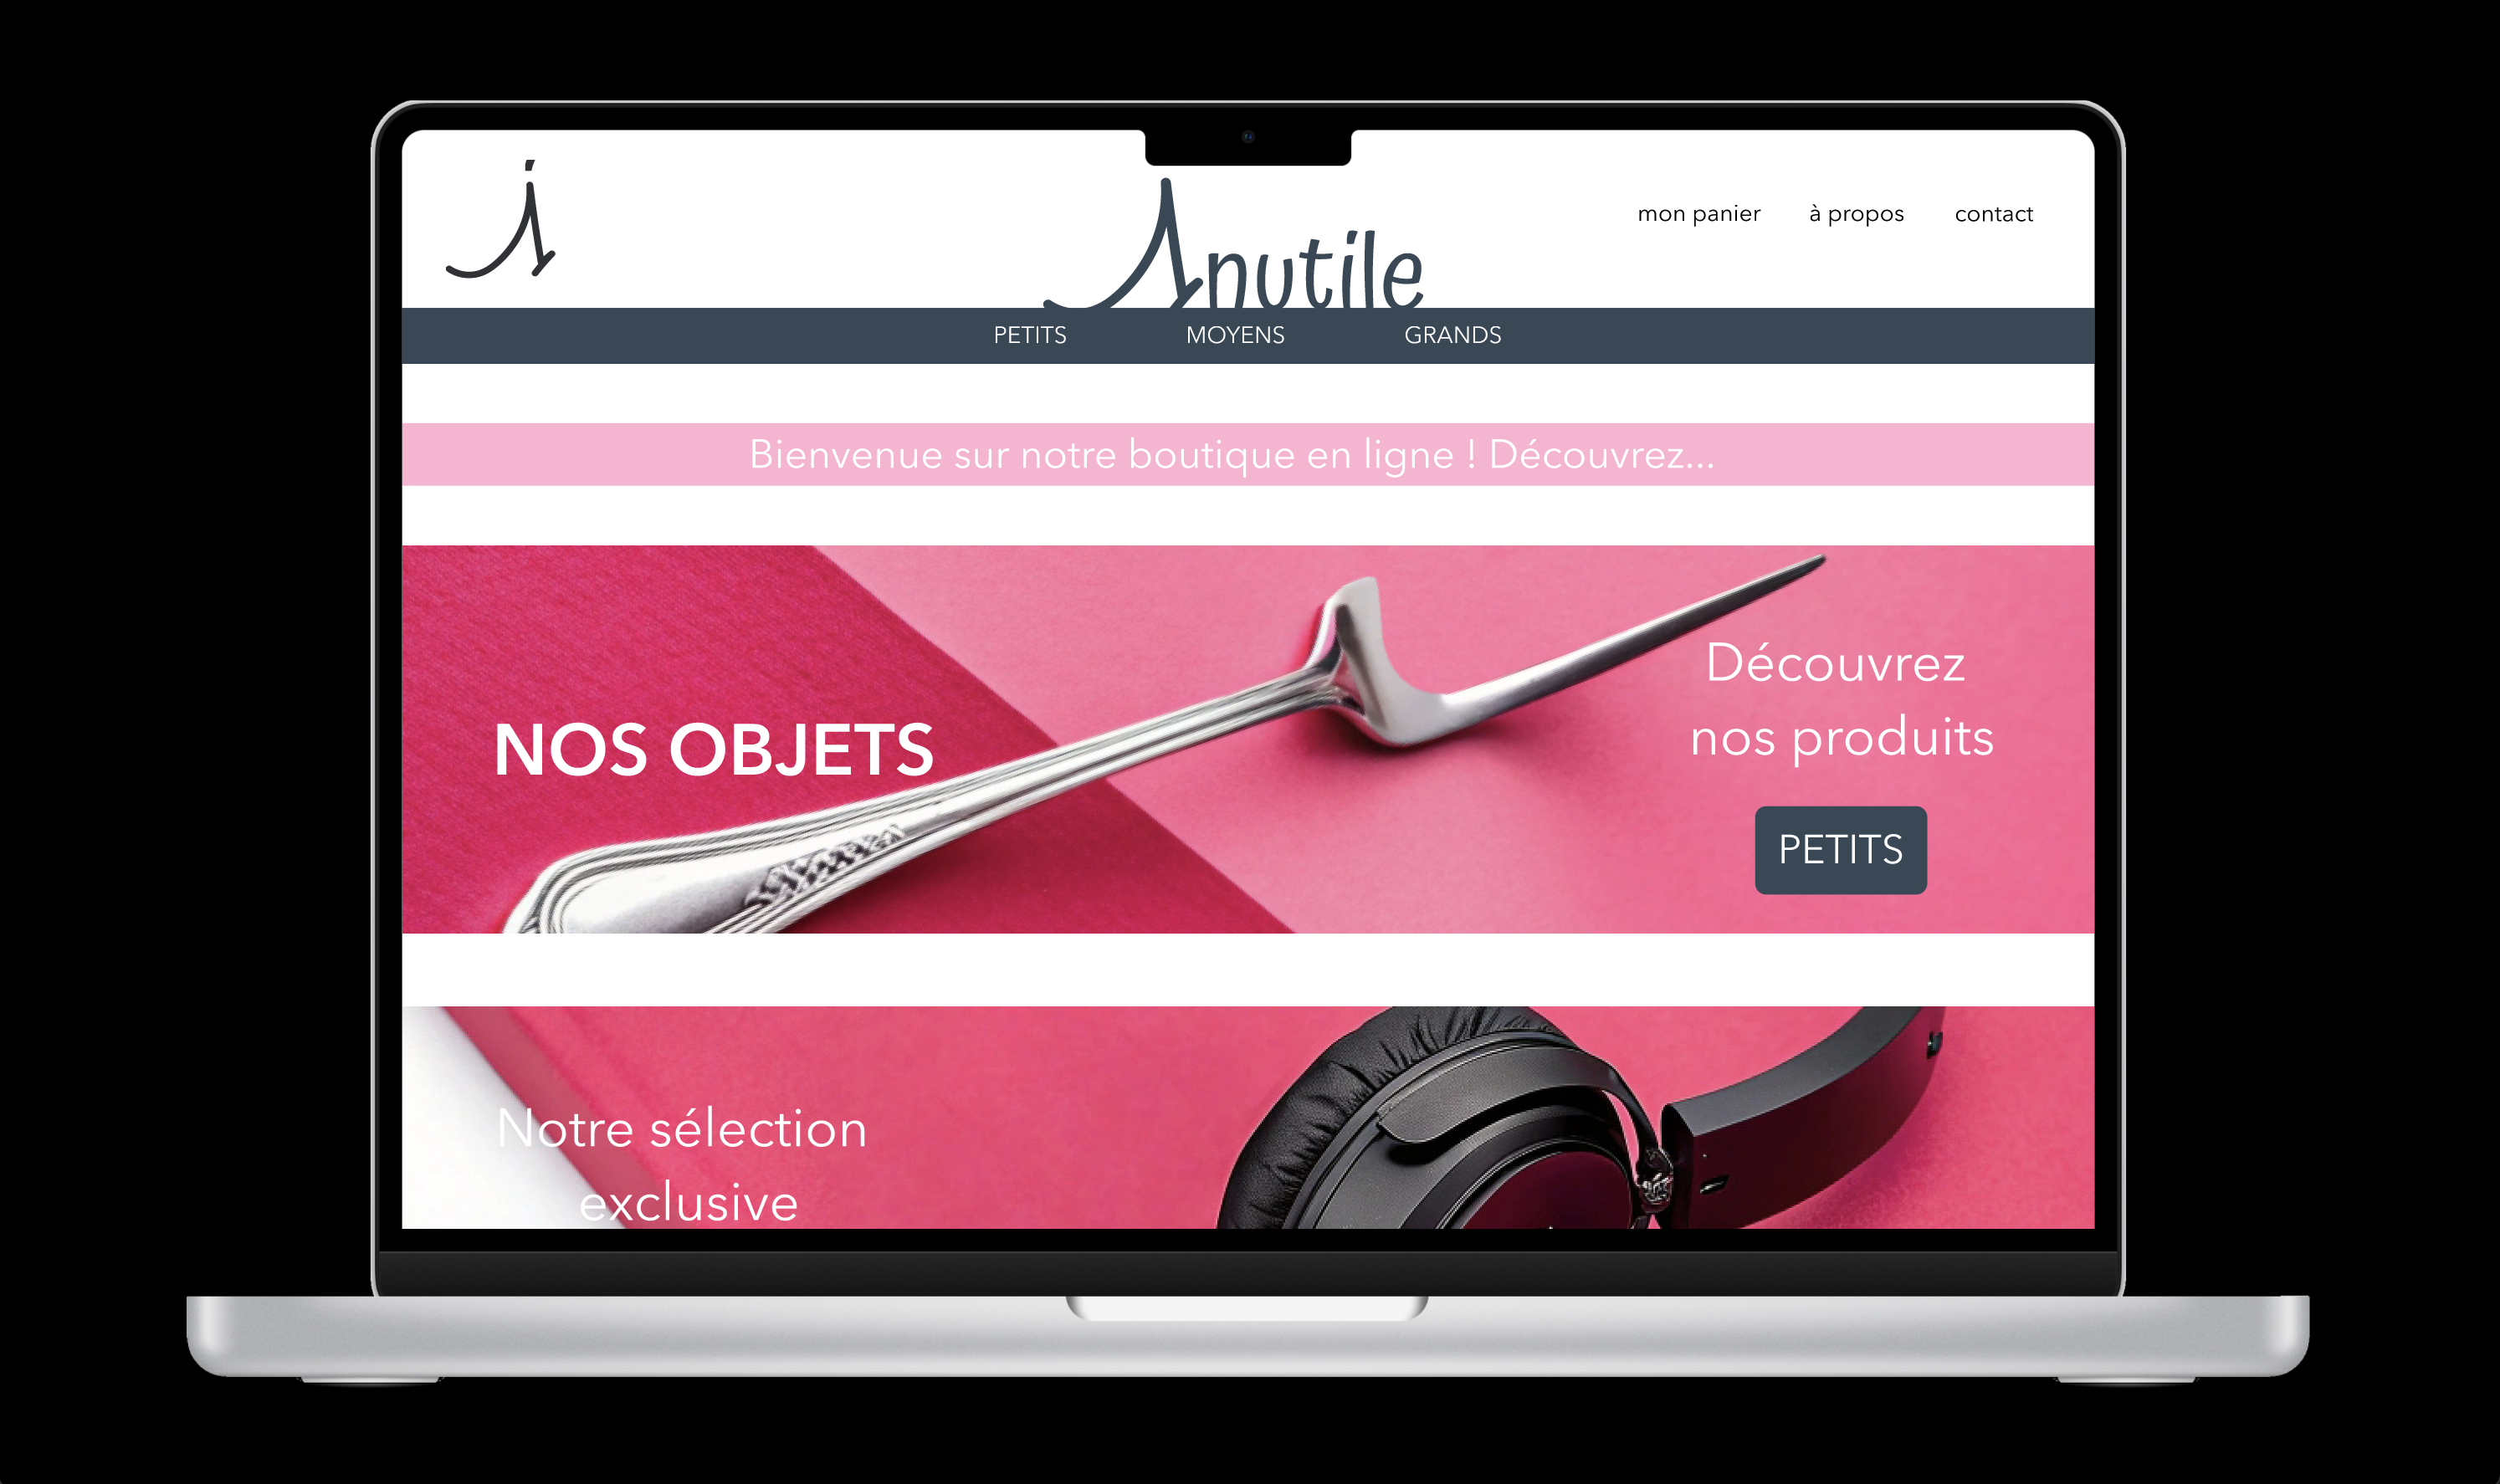 i
Inutile
mon panier à propos contact
PETITS MOYENS GRANDS
Bienvenue sur notre boutique en ligne ! Découvrez...
NOS OBJETS
Découvrez
nos produits
PETITS
Notre sélection
exclusive